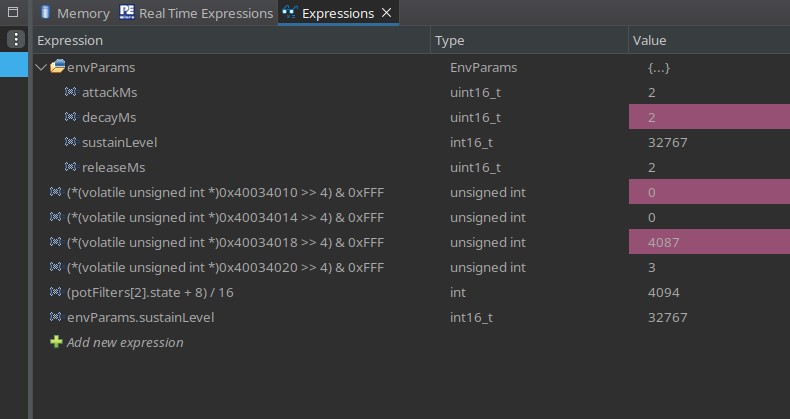 Memory Real Time Expressions Expressions
Expression Type Value
envParams EnvParams {...}
attackMs uint16_t 2
decayMs uint16_t 2
sustainLevel int16_t 32767
releaseMs uint16_t 2
(*(volatile unsigned int *)0x40034010 >> 4) & 0xFFF unsigned int 0
(*(volatile unsigned int *)0x40034014 >> 4) & 0xFFF unsigned int 0
(*(volatile unsigned int *)0x40034018 >> 4) & 0xFFF unsigned int 4087
(*(volatile unsigned int *)0x40034020 >> 4) & 0xFFF unsigned int 3
(potFilters[2].state + 8) / 16 int 4094
envParams.sustainLevel int16_t 32767
Add new expression